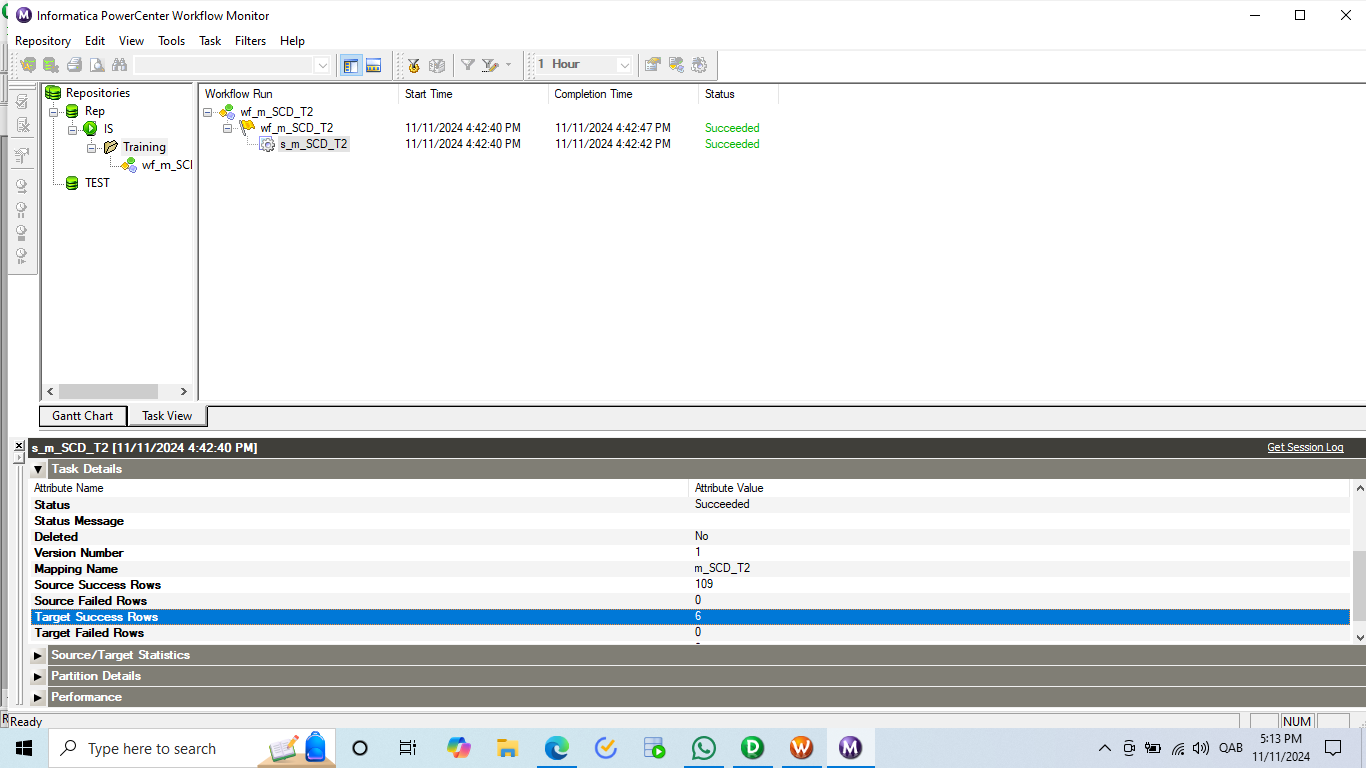 Informatica PowerCenter Workflow Monitor
Repository Edit View Tools Task Filters Help
1 Hour
Repositories
Rep
IS
Training
wf_m_SCI
TEST
Workflow Run Start Time Completion Time Status
wf_m_SCD_T2
wf_m_SCD_T2 11/11/2024 4:42:40 PM 11/11/2024 4:42:47 PM Succeeded
s_m_SCD_T2 11/11/2024 4:42:40 PM 11/11/2024 4:42:42 PM Succeeded
Gantt Chart Task View
s_m_SCD_T2 [11/11/2024 4:42:40 PM] Get Session Log
Task Details
Attribute Name Attribute Value
Status Succeeded
Status Message
Deleted No
Version Number 1
Mapping Name m_SCD_T2
Source Success Rows 109
Source Failed Rows 0
Target Success Rows 6
Target Failed Rows 0
Source/Target Statistics
Partition Details
Performance
Ready NUM
Type here to search
QAB
5:13 PM
11/11/2024